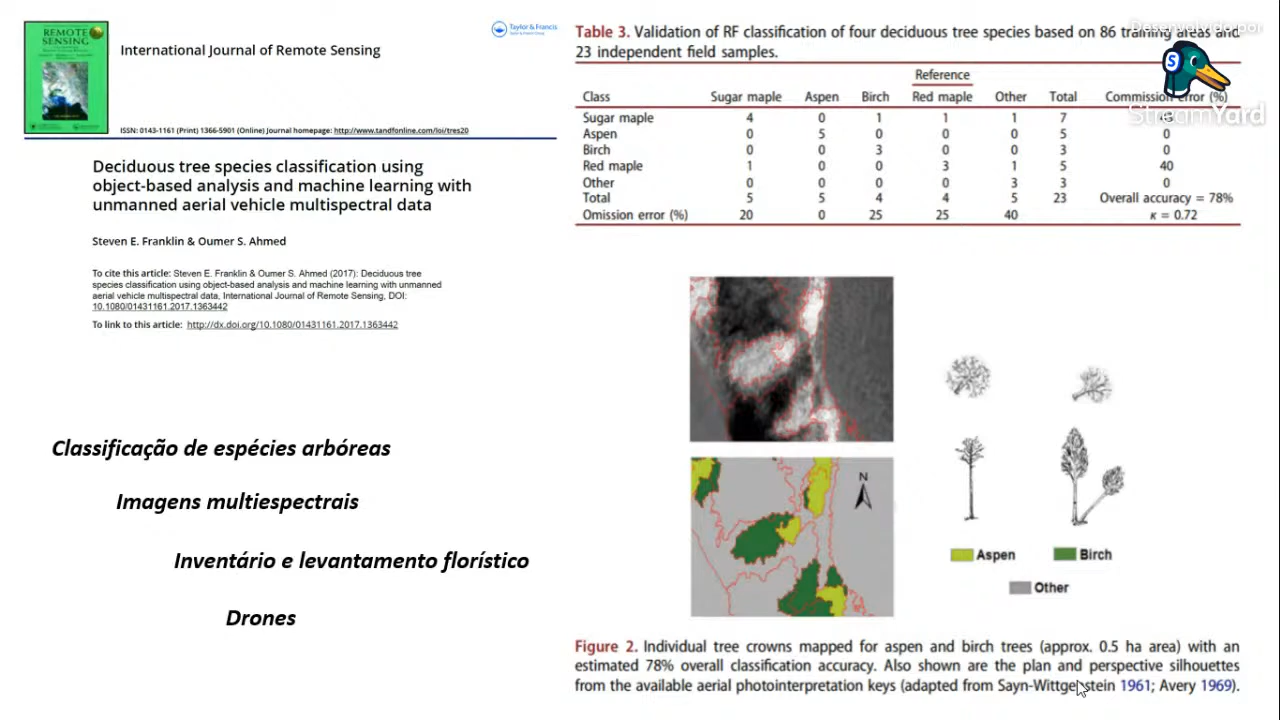 REMOTE
SENSING
International Journal of Remote Sensing
Taylor & Francis
Taylor & Francis Group
ISSN: 0143-1161 (Print) 1366-5901 (Online) Journal homepage: http://www.tandfonline.com/loi/tres20
Deciduous tree species classification using
object-based analysis and machine learning with
unmanned aerial vehicle multispectral data
Steven E. Franklin & Oumer S. Ahmed
To cite this article: Steven E. Franklin & Oumer S. Ahmed (2017): Deciduous tree
species classification using object-based analysis and machine learning with unmanned
aerial vehicle multispectral data, International Journal of Remote Sensing, DOI:
10.1080/01431161.2017.1363442
To link to this article: http://dx.doi.org/10.1080/01431161.2017.1363442
Classificação de espécies arbóreas
Imagens multiespectrais
Inventário e levantamento florístico
Drones
Table 3. Validation of RF classification of four deciduous tree species based on 86 training areas and
23 independent field samples.
Reference
Class Sugar maple Aspen Birch Red maple Other Total Commission error (%)
Sugar maple 4 0 1 1 1 7
Aspen 0 5 0 0 0 5 0
Birch 0 0 3 0 0 3 0
Red maple 1 0 0 3 1 5 40
Other 0 0 0 0 3 3 0
Total 5 5 4 4 5 23 Overall accuracy = 78%
Omission error (%) 20 0 25 25 40 κ = 0.72
StreamYard
N
Aspen Birch
Other
Figure 2. Individual tree crowns mapped for aspen and birch trees (approx. 0.5 ha area) with an
estimated 78% overall classification accuracy. Also shown are the plan and perspective silhouettes
from the available aerial photointerpretation keys (adapted from Sayn-Wittgenstein 1961; Avery 1969).